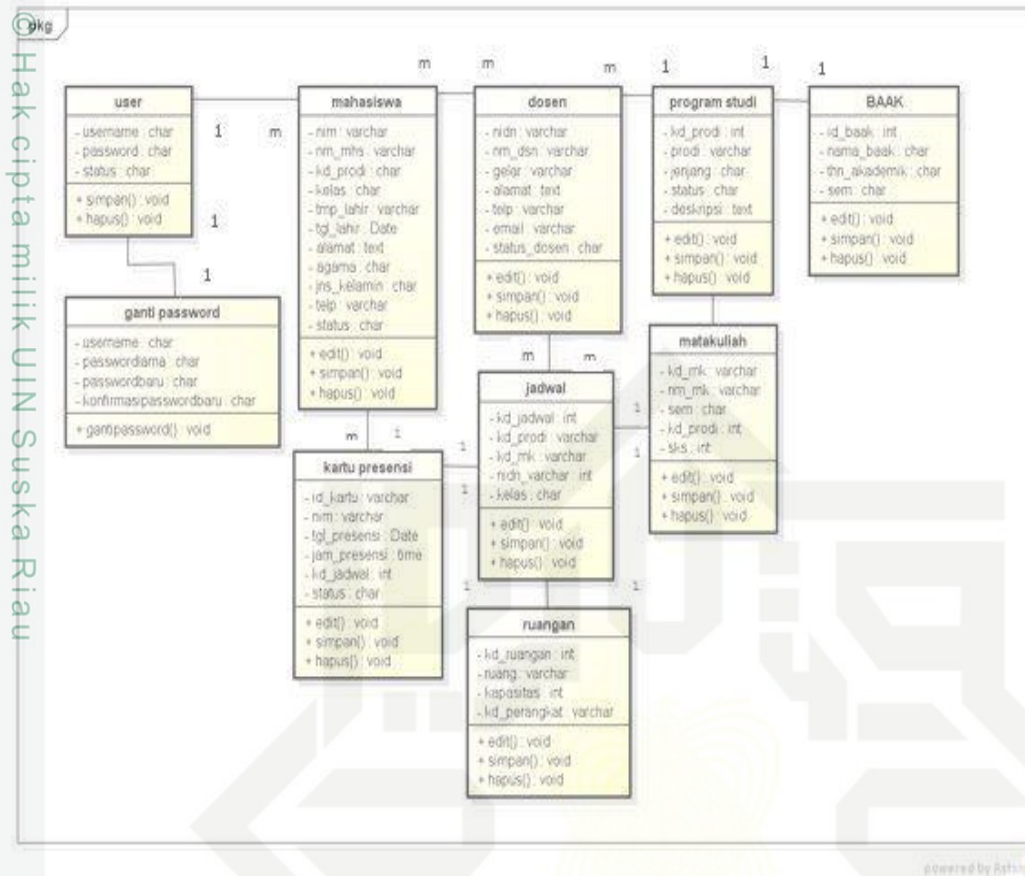 © Hak cipta milik UIN Suska Riau
pkg
m m m 1 1 1
user
- username : char
- password : char
- status : char
+ simpan() : void
+ hapus() : void
1 m
1
1
ganti password
- username : char
- passwordlama : char
- passwordbaru : char
- konfirmasipasswordbaru : char
+ gantipassword() : void
mahasiswa
- nim : varchar
- nm_mhs : varchar
- kd_prodi : char
- kelas : char
- tmp_lahir : varchar
- tgl_lahir : Date
- alamat : text
- agama : char
- jns_kelamin : char
- telp : varchar
- status : char
+ edit() : void
+ simpan() : void
+ hapus() : void
m 1
kartu presensi
- id_kartu : varchar
- nim : varchar
- tgl_presensi : Date
- jam_presensi : time
- kd_jadwal : int
- status : char
+ edit() : void
+ simpan() : void
+ hapus() : void
1
1
dosen
- nidn : varchar
- nm_dsn : varchar
- gelar : varchar
- alamat : text
- telp : varchar
- email : varchar
- status_dosen : char
+ edit() : void
+ simpan() : void
+ hapus() : void
m m
jadwal
- kd_jadwal : int
- kd_prodi : varchar
- kd_mk : varchar
- nidn_varchar : int
- kelas : char
+ edit() : void
+ simpan() : void
+ hapus() : void
1
1
1 1
ruangan
- kd_ruangan : int
- ruang : varchar
- kapasitas : int
- kd_perangkat : varchar
+ edit() : void
+ simpan() : void
+ hapus() : void
program studi
- kd_prodi : int
- prodi : varchar
- jenjang : char
- status : char
- deskripsi : text
+ edit() : void
+ simpan() : void
+ hapus() : void
matakuliah
- kd_mk : varchar
- nm_mk : varchar
- sem : char
- kd_prodi : int
- sks : int
+ edit() : void
+ simpan() : void
+ hapus() : void
BAAK
- id_baak : int
- nama_baak : char
- thn_akademik : char
- sem : char
+ edit() : void
+ simpan() : void
+ hapus() : void
powered by